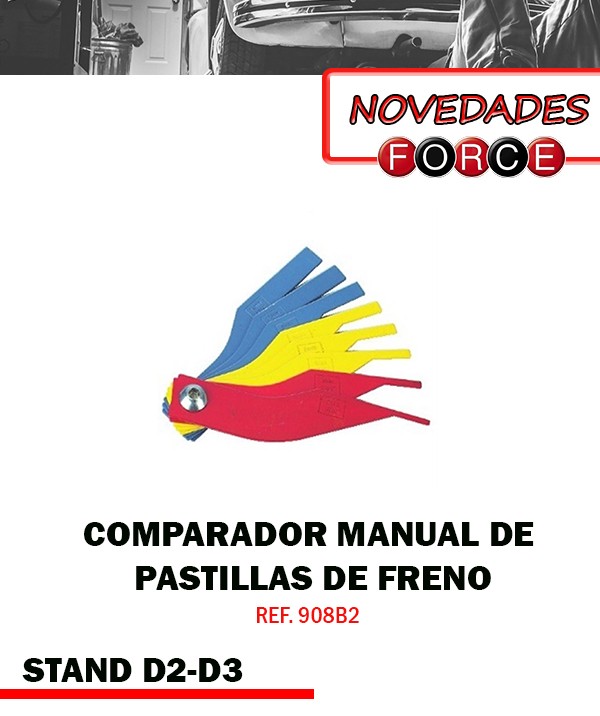 NOVEDADES
FORCE
COMPARADOR MANUAL DE
PASTILLAS DE FRENO
REF. 908B2
STAND D2-D3